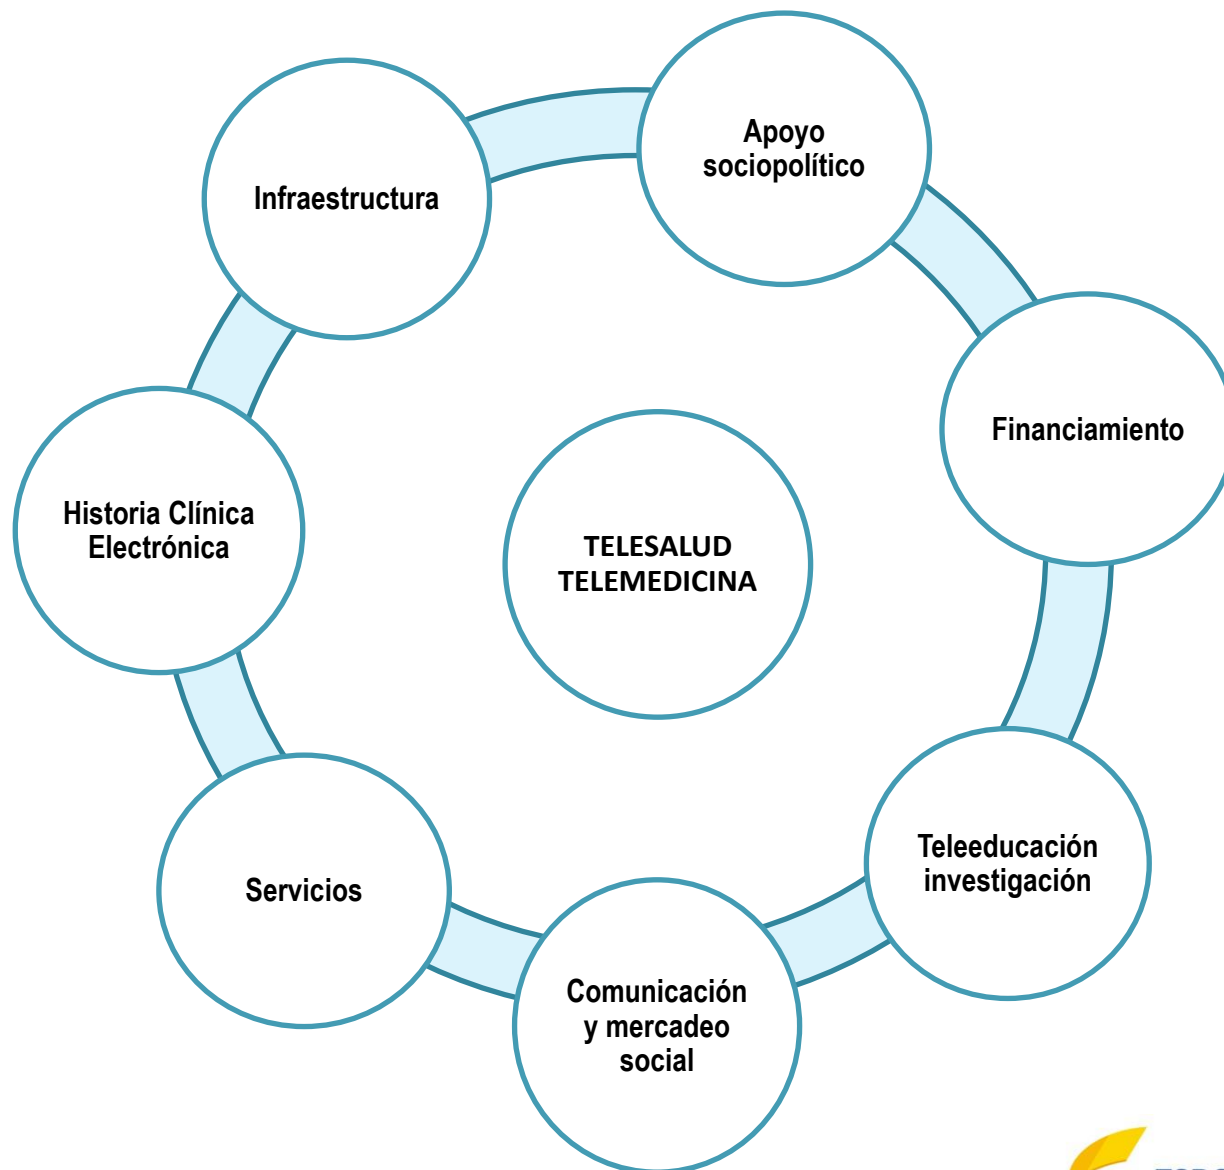 Apoyo
sociopolítico
Infraestructura
Financiamiento
Historia Clínica
Electrónica
TELESALUD
TELEMEDICINA
Teleeducación
investigación
Servicios
Comunicación
y mercadeo
social